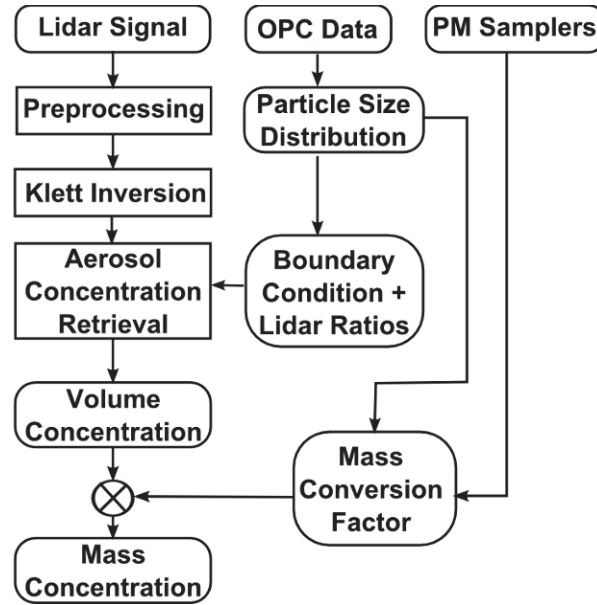 Lidar Signal
OPC Data
PM Samplers
Preprocessing
Particle Size
Distribution
Klett Inversion
Aerosol
Concentration
Retrieval
Boundary
Condition +
Lidar Ratios
Volume
Concentration
Mass
Conversion
Factor
Mass
Concentration